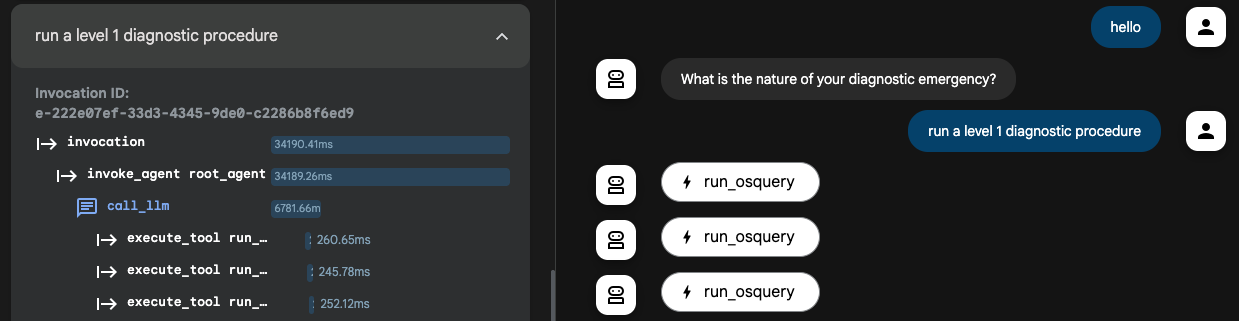 run a level 1 diagnostic procedure
Invocation ID:
e-222e07ef-33d3-4345-9de0-c2286b8f6ed9
invocation 34190.41ms
invoke_agent root_agent 34189.26ms
call_llm 6781.66m
execute_tool run_… 260.65ms
execute_tool run_… 245.78ms
execute_tool run_… 252.12ms
hello
What is the nature of your diagnostic emergency?
run a level 1 diagnostic procedure
run_osquery
run_osquery
run_osquery